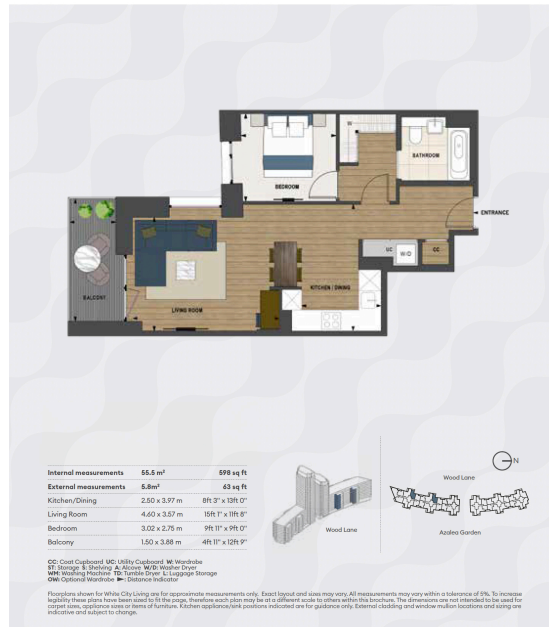 BEDROOM
BATHROOM
ENTRANCE
UC
W/D
CC
BALCONY
KITCHEN / DINING
LIVING ROOM
Internal measurements 55.5 m² 598 sq ft
External measurements 5.8m² 63 sq ft
Kitchen/Dining 2.50 x 3.97 m 8ft 3" x 13ft 0"
Living Room 4.60 x 3.57 m 15ft 1" x 11ft 8"
Bedroom 3.02 x 2.75 m 9ft 11" x 9ft 0"
Balcony 1.50 x 3.88 m 4ft 11" x 12ft 9"
N
Wood Lane
Wood Lane
Azalea Garden
CC: Coat Cupboard UC: Utility Cupboard W: Wardrobe
ST: Storage S: Shelving A: Alcove W/D: Washer Dryer
WM: Washing Machine TD: Tumble Dryer L: Luggage Storage
OW: Optional Wardrobe ►: Distance Indicator
Floorplans shown for White City Living are for approximate measurements only. Exact layout and sizes may vary. All measurements may vary within a tolerance of 5%. To increase
legibility these plans have been sized to fit the page, therefore each plan may be at a different scale to others within this brochure. The dimensions are not intended to be used for
carpet sizes, appliance sizes or items of furniture. Kitchen appliance/sink positions indicated are for guidance only. External cladding and window mullion locations and sizing are
indicative and subject to change.